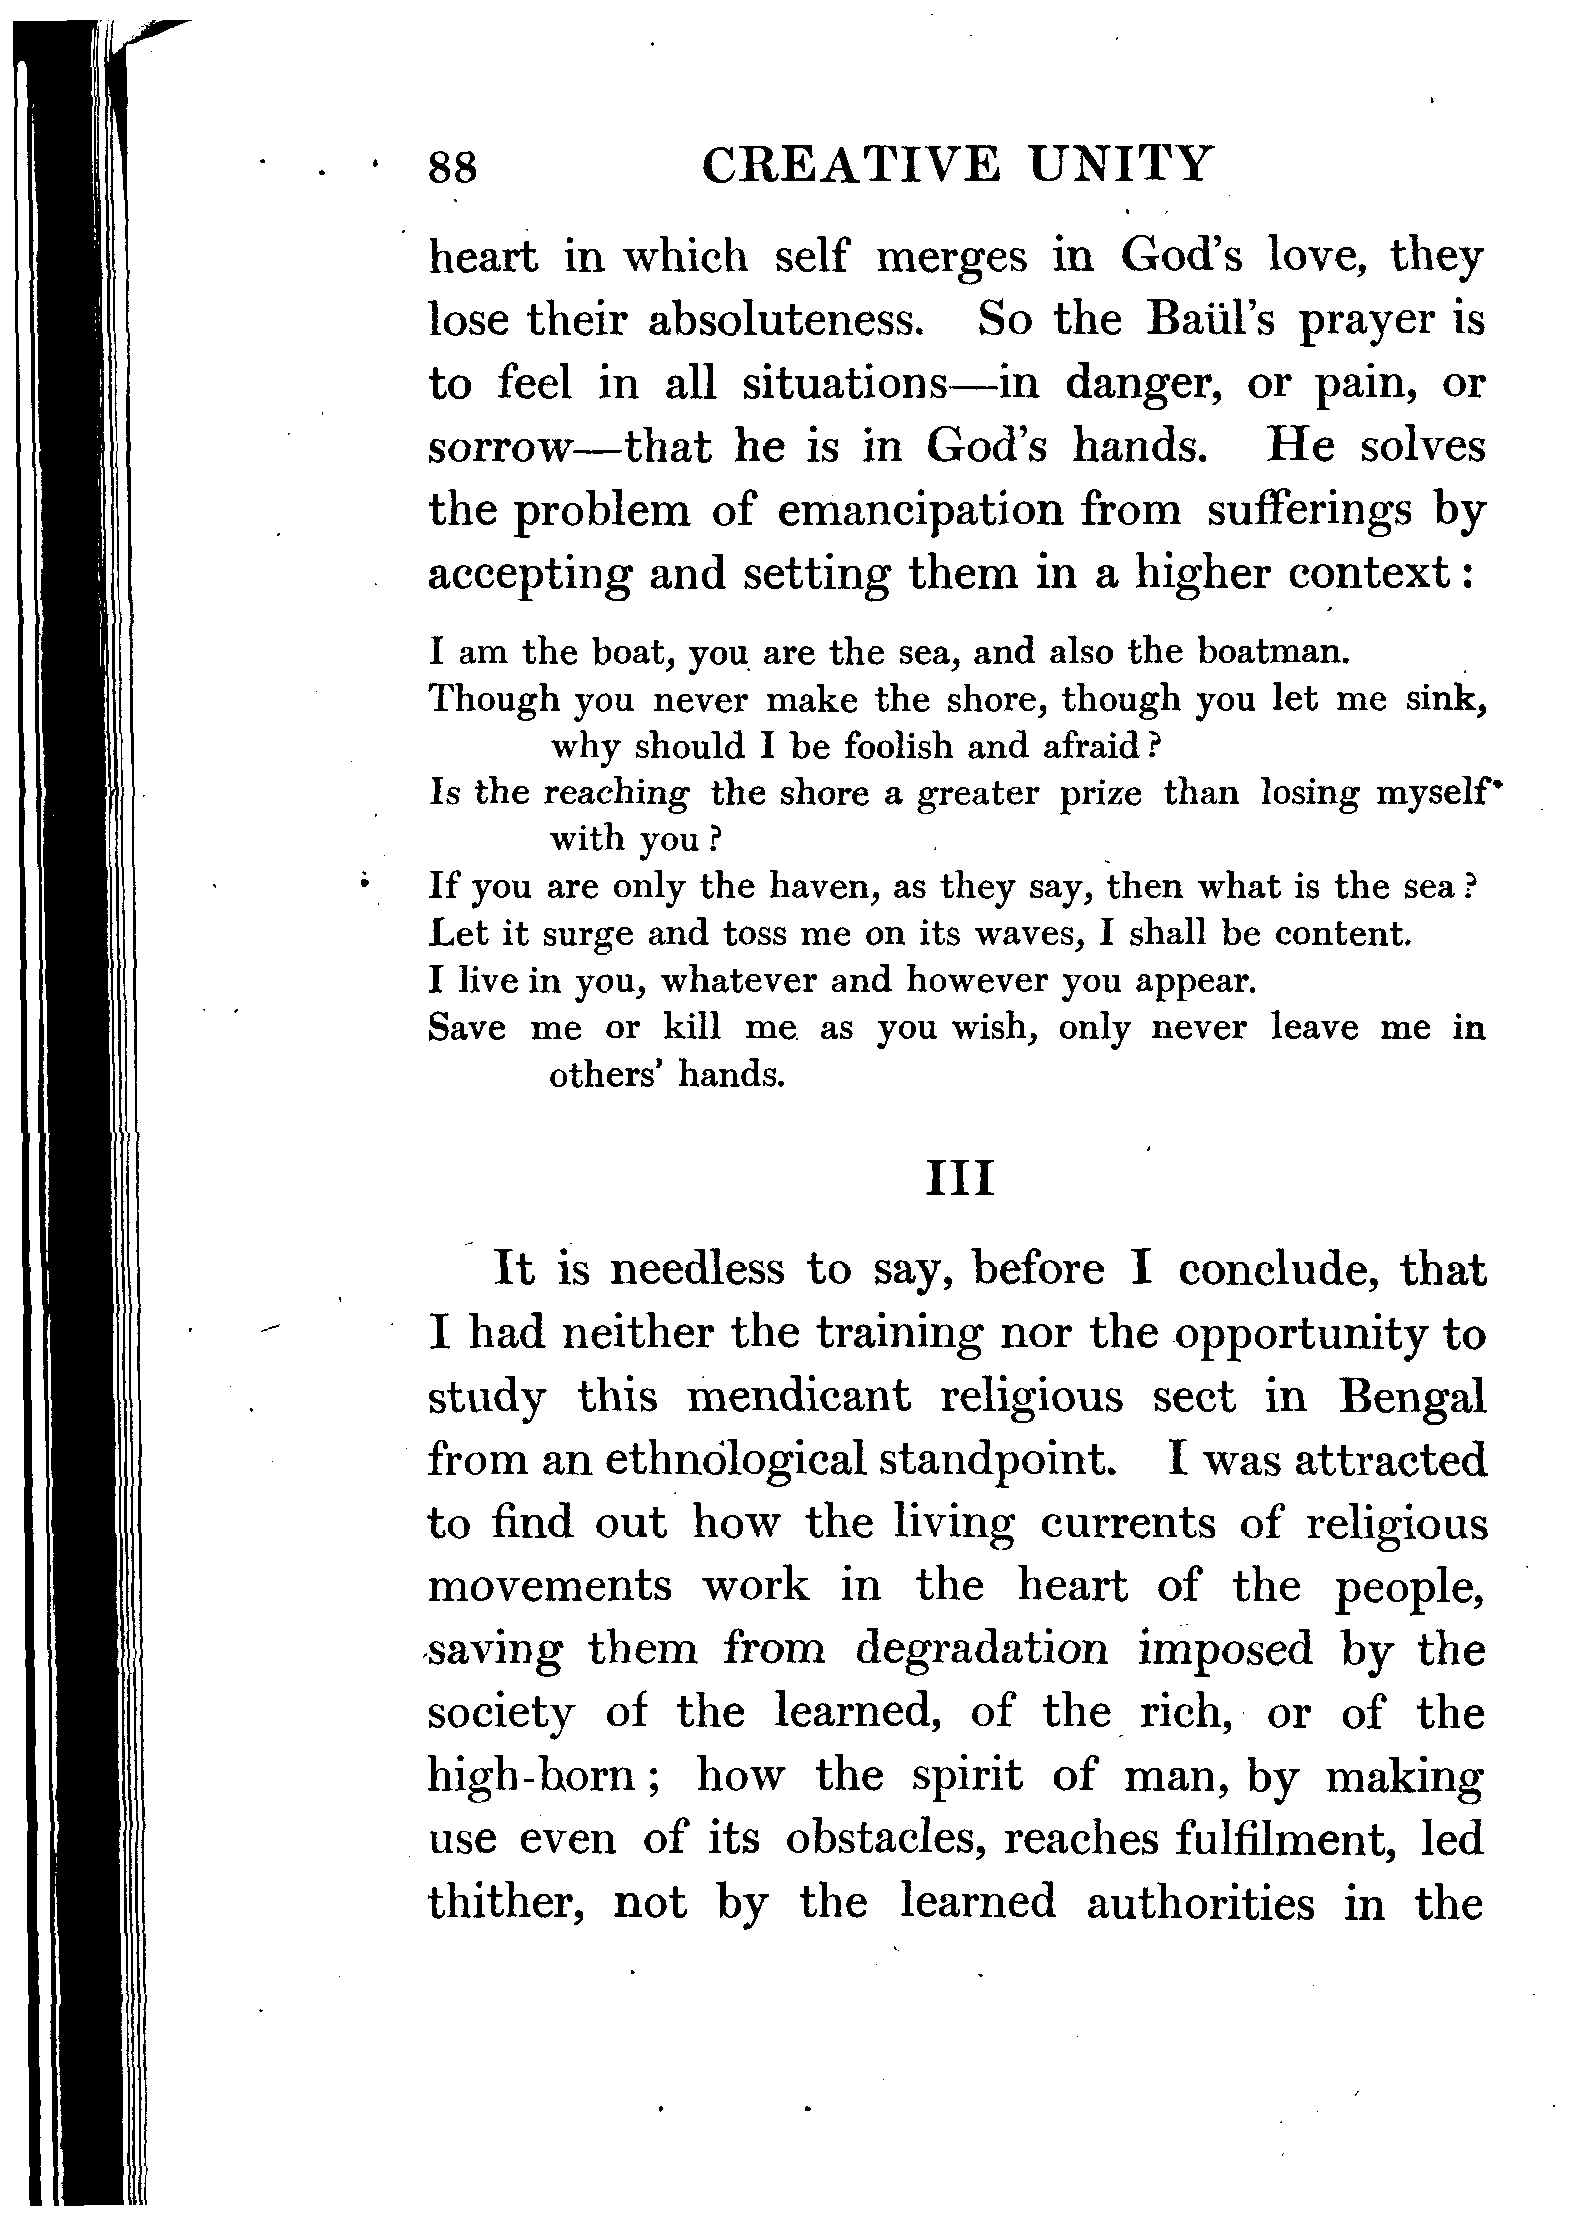 88 CREATIVE UNITY
heart in which self merges in God's love, they
lose their absoluteness. So the Baül's prayer is
to feel in all situations—in danger, or pain, or
sorrow—that he is in God's hands. He solves
the problem of emancipation from sufferings by
accepting and setting them in a higher context :
I am the boat, you are the sea, and also the boatman.
Though you never make the shore, though you let me sink,
why should I be foolish and afraid ?
Is the reaching the shore a greater prize than losing myself
with you ?
If you are only the haven, as they say, then what is the sea ?
Let it surge and toss me on its waves, I shall be content.
I live in you, whatever and however you appear.
Save me or kill me as you wish, only never leave me in
others' hands.
III
It is needless to say, before I conclude, that
I had neither the training nor the opportunity to
study this mendicant religious sect in Bengal
from an ethnological standpoint. I was attracted
to find out how the living currents of religious
movements work in the heart of the people,
saving them from degradation imposed by the
society of the learned, of the rich, or of the
high-born ; how the spirit of man, by making
use even of its obstacles, reaches fulfilment, led
thither, not by the learned authorities in the